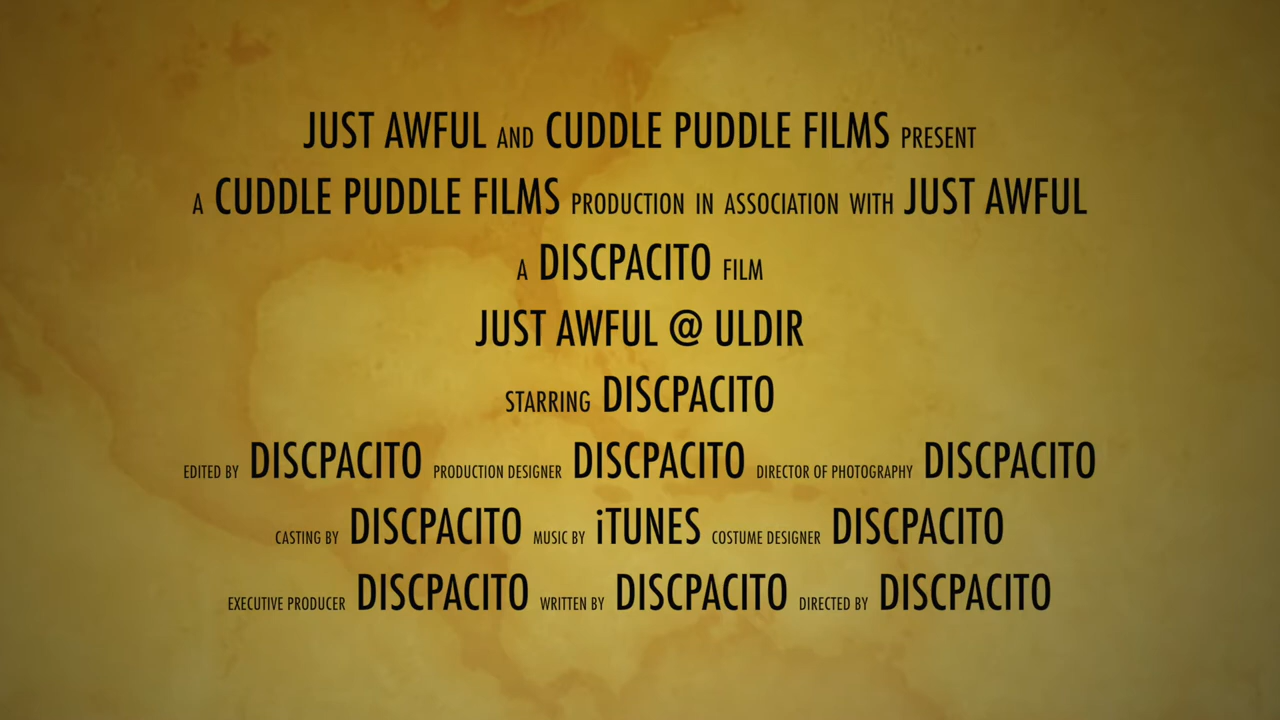 JUST AWFUL AND CUDDLE PUDDLE FILMS PRESENT
A CUDDLE PUDDLE FILMS PRODUCTION IN ASSOCIATION WITH JUST AWFUL
A DISCPACITO FILM
JUST AWFUL @ ULDIR
STARRING DISCPACITO
EDITED BY DISCPACITO PRODUCTION DESIGNER DISCPACITO DIRECTOR OF PHOTOGRAPHY DISCPACITO
CASTING BY DISCPACITO MUSIC BY iTUNES COSTUME DESIGNER DISCPACITO
EXECUTIVE PRODUCER DISCPACITO WRITTEN BY DISCPACITO DIRECTED BY DISCPACITO